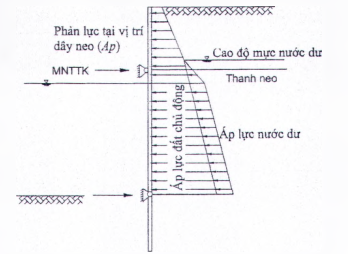 Phản lực tại vị trí
dây neo (Ap)
Cao độ mực nước dư
MNTTK
Thanh neo
Áp lực đất chủ động
Áp lực nước dư